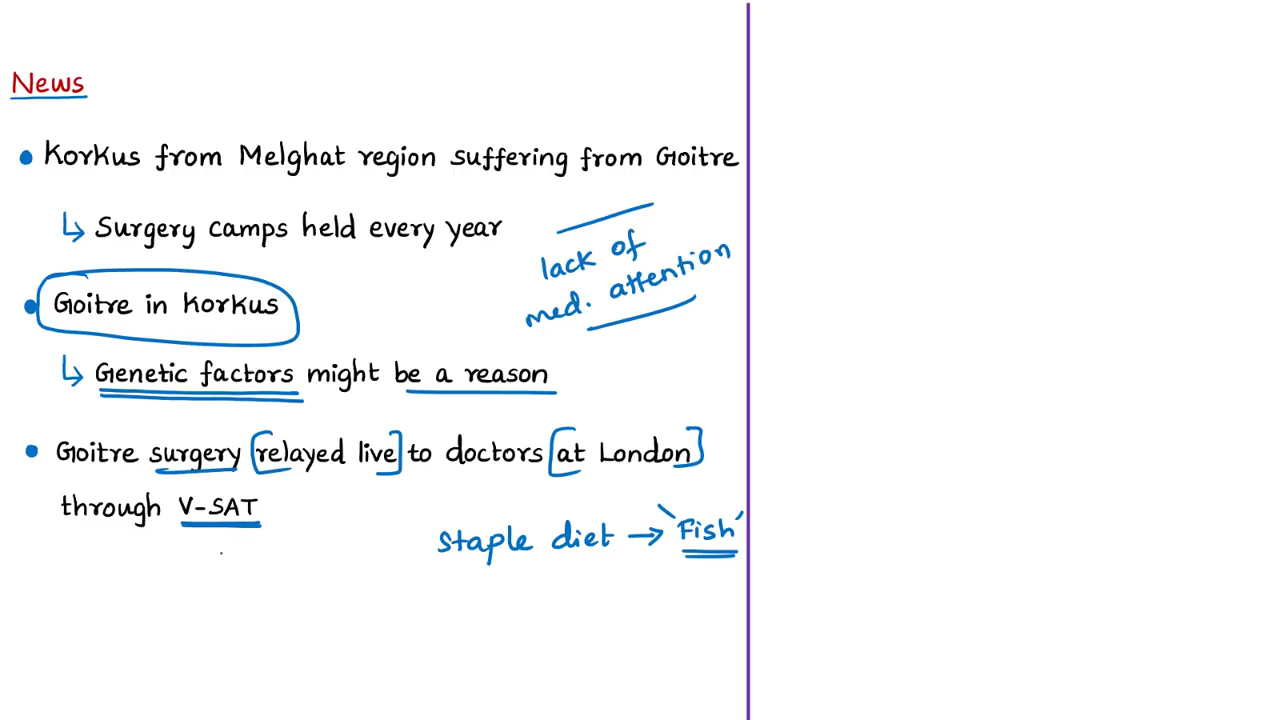 News
• Korkus from Melghat region suffering from Goitre
↳ Surgery camps held every year
lack of
med. attention
• Goitre in Korkus
↳ Genetic factors might be a reason
• Goitre surgery [relayed live] to doctors [at London]
through V-SAT
staple diet → 'Fish'